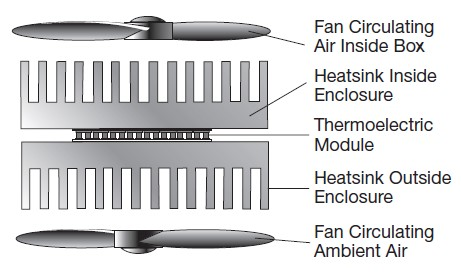 Fan Circulating
Air Inside Box
Heatsink Inside
Enclosure
Thermoelectric
Module
Heatsink Outside
Enclosure
Fan Circulating
Ambient Air